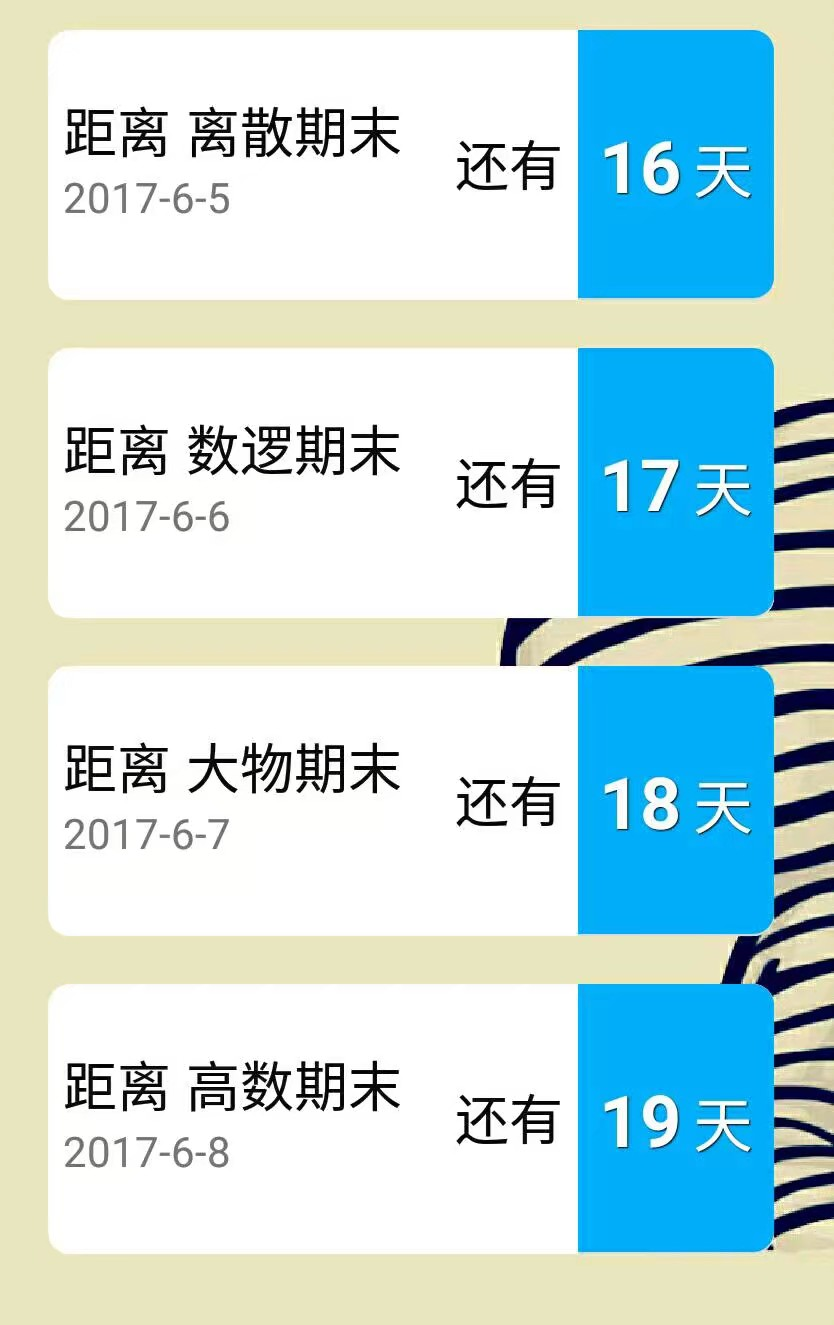 距离 离散期末
2017-6-5
还有 16 天
距离 数逻期末
2017-6-6
还有 17 天
距离 大物期末
2017-6-7
还有 18 天
距离 高数期末
2017-6-8
还有 19 天